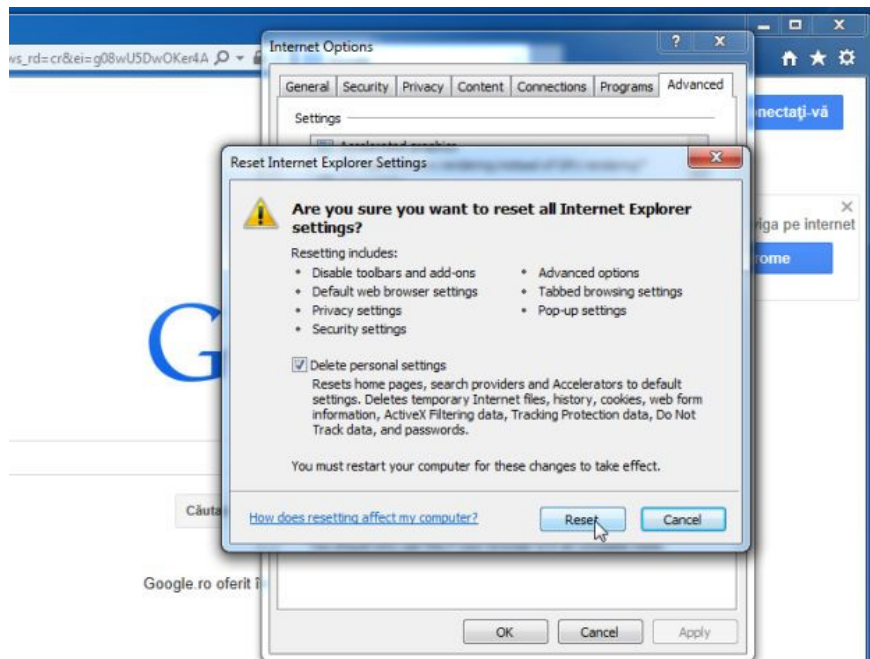 Internet Options
ws_rd=cr&ei=g08wU5DwOKer4A
General Security Privacy Content Connections Programs Advanced
nectaţi-vă
Settings
Accelerated graphics
Reset Internet Explorer Settings
Are you sure you want to reset all Internet Explorer
settings?
Resetting includes:
• Disable toolbars and add-ons
• Default web browser settings
• Privacy settings
• Security settings
• Advanced options
• Tabbed browsing settings
• Pop-up settings
Delete personal settings
Resets home pages, search providers and Accelerators to default
settings. Deletes temporary Internet files, history, cookies, web form
information, ActiveX Filtering data, Tracking Protection data, Do Not
Track data, and passwords.
You must restart your computer for these changes to take effect.
How does resetting affect my computer?
Reset
Cancel
riga pe internet
rome
G
Căuta
Google.ro oferit î
OK
Cancel
Apply